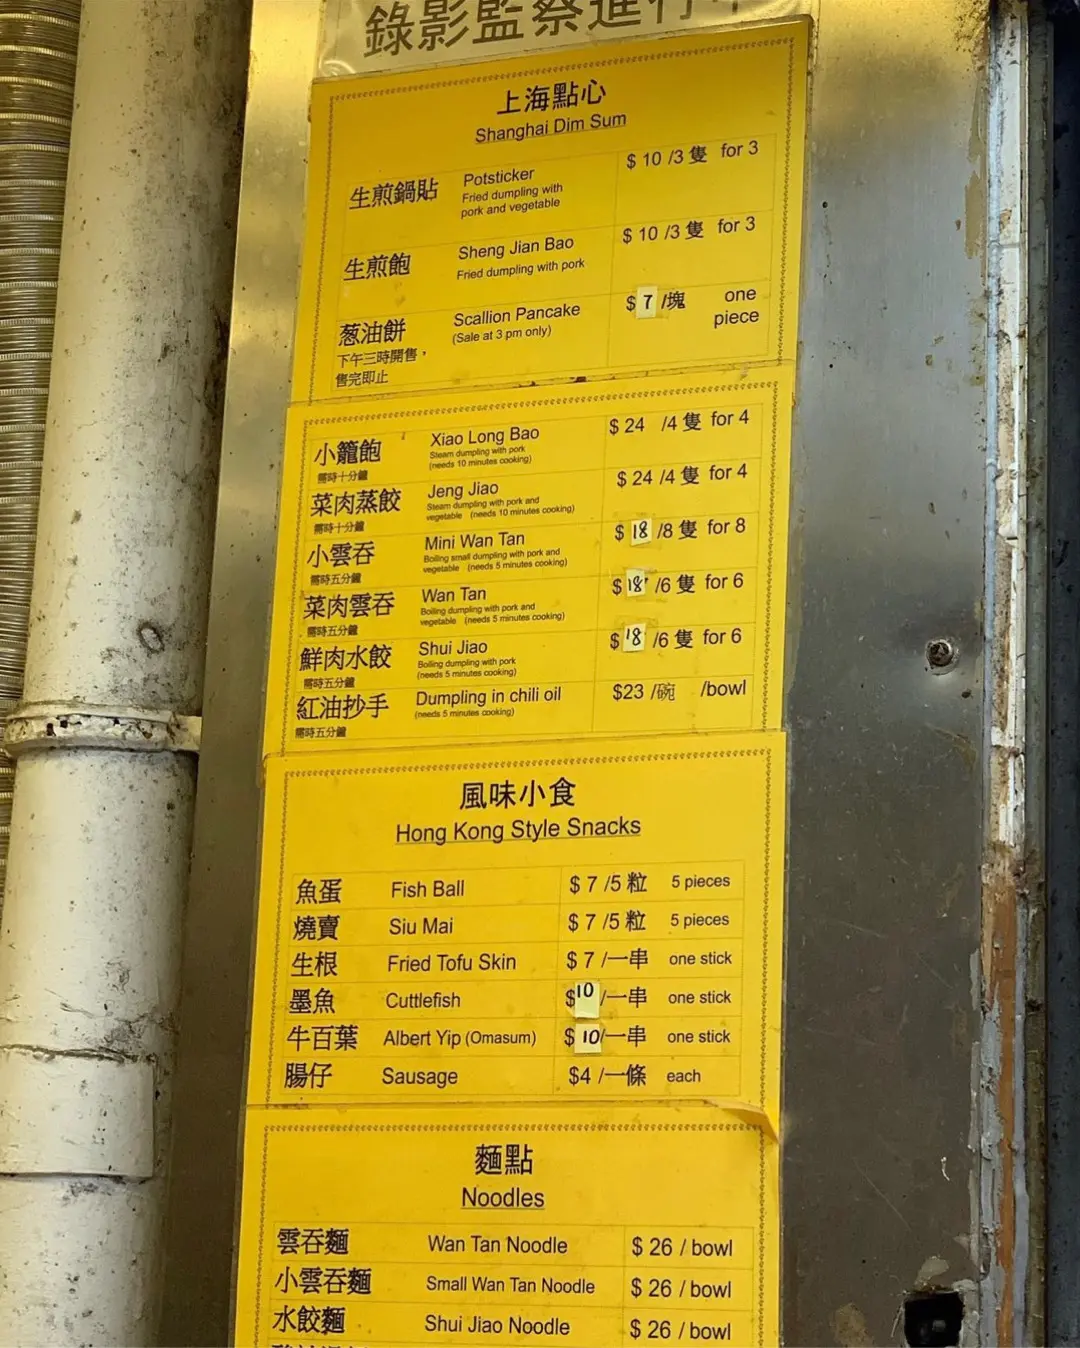 錄影監察進行中
上海點心
Shanghai Dim Sum
生煎鍋貼 Potsticker $ 10 /3 隻 for 3
Fried dumpling with
pork and vegetable
生煎飽 Sheng Jian Bao $ 10 /3 隻 for 3
Fried dumpling with pork
葱油餅 Scallion Pancake $ 7 /塊 one piece
(Sale at 3 pm only)
下午三時開售，
售完即止
小籠飽 Xiao Long Bao $ 24 /4 隻 for 4
Steam dumpling with pork
需時十分鐘 (needs 10 minutes cooking)
菜肉蒸餃 Jeng Jiao $ 24 /4 隻 for 4
Steam dumpling with pork and
需時十分鐘 vegetable (needs 10 minutes cooking)
小雲吞 Mini Wan Tan $ 18 /8 隻 for 8
Boiling small dumpling with pork and
需時五分鐘 vegetable (needs 5 minutes cooking)
菜肉雲吞 Wan Tan $ 18 /6 隻 for 6
Boiling dumpling with pork and
需時五分鐘 vegetable (needs 5 minutes cooking)
鮮肉水餃 Shui Jiao $ 18 /6 隻 for 6
Boiling dumpling with pork
需時五分鐘 (needs 5 minutes cooking)
紅油抄手 Dumpling in chili oil $23 /碗 /bowl
需時五分鐘 (needs 5 minutes cooking)
風味小食
Hong Kong Style Snacks
魚蛋 Fish Ball $ 7 /5 粒 5 pieces
燒賣 Siu Mai $ 7 /5 粒 5 pieces
生根 Fried Tofu Skin $ 7 /一串 one stick
墨魚 Cuttlefish $ 10 /一串 one stick
牛百葉 Albert Yip (Omasum) $ 10/一串 one stick
腸仔 Sausage $4 /一條 each
麵點
Noodles
雲吞麵 Wan Tan Noodle $ 26 / bowl
小雲吞麵 Small Wan Tan Noodle $ 26 / bowl
水餃麵 Shui Jiao Noodle $ 26 / bowl